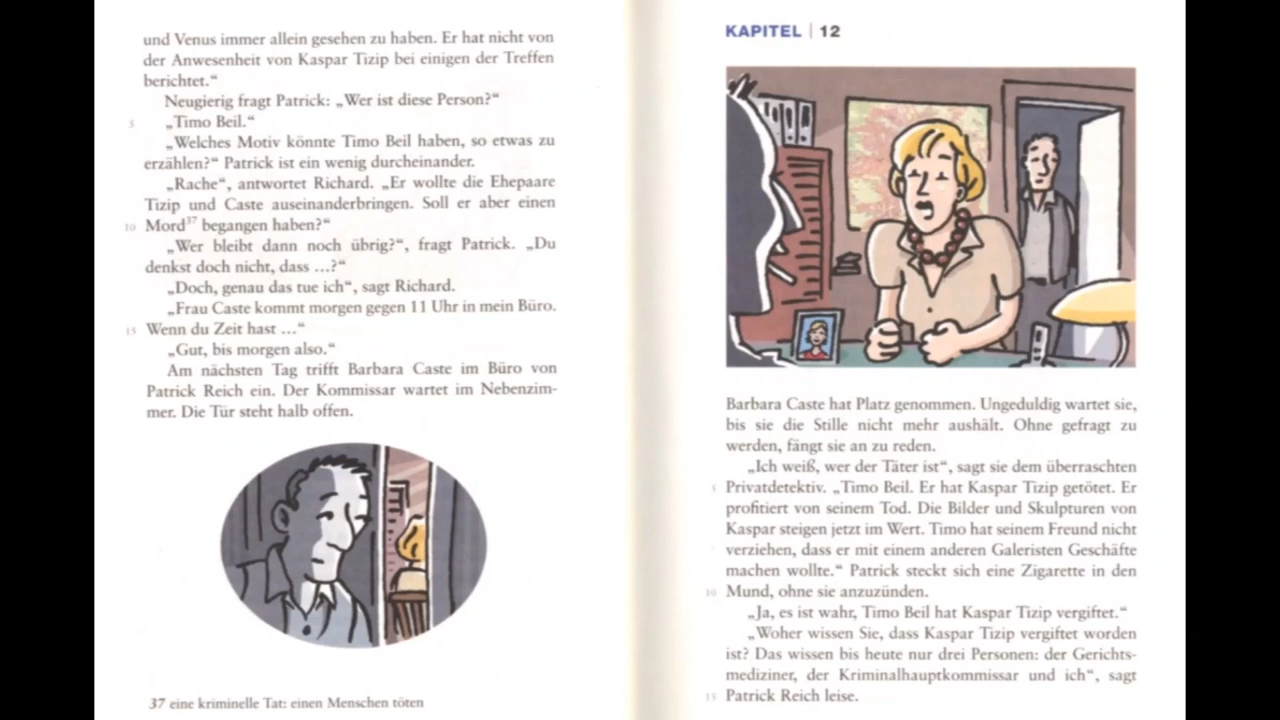 und Venus immer allein gesehen zu haben. Er hat nicht von
der Anwesenheit von Kaspar Tizip bei einigen der Treffen
berichtet.“
Neugierig fragt Patrick: „Wer ist diese Person?“
5 „Timo Beil.“
„Welches Motiv könnte Timo Beil haben, so etwas zu
erzählen?“ Patrick ist ein wenig durcheinander.
„Rache“, antwortet Richard. „Er wollte die Ehepaare
Tizip und Caste auseinanderbringen. Soll er aber einen
10 Mord37 begangen haben?“
„Wer bleibt dann noch übrig?“, fragt Patrick. „Du
denkst doch nicht, dass ...?“
„Doch, genau das tue ich“, sagt Richard.
„Frau Caste kommt morgen gegen 11 Uhr in mein Büro.
15 Wenn du Zeit hast ...“
„Gut, bis morgen also.“
Am nächsten Tag trifft Barbara Caste im Büro von
Patrick Reich ein. Der Kommissar wartet im Nebenzim-
mer. Die Tür steht halb offen.
37 eine kriminelle Tat: einen Menschen töten
KAPITEL | 12
Barbara Caste hat Platz genommen. Ungeduldig wartet sie,
bis sie die Stille nicht mehr aushält. Ohne gefragt zu
werden, fängt sie an zu reden.
„Ich weiß, wer der Täter ist“, sagt sie dem überraschten
5 Privatdetektiv. „Timo Beil. Er hat Kaspar Tizip getötet. Er
profitiert von seinem Tod. Die Bilder und Skulpturen von
Kaspar steigen jetzt im Wert. Timo hat seinem Freund nicht
verziehen, dass er mit einem anderen Galeristen Geschäfte
machen wollte.“ Patrick steckt sich eine Zigarette in den
10 Mund, ohne sie anzuzünden.
„Ja, es ist wahr, Timo Beil hat Kaspar Tizip vergiftet.“
„Woher wissen Sie, dass Kaspar Tizip vergiftet worden
ist? Das wissen bis heute nur drei Personen: der Gerichts-
mediziner, der Kriminalhauptkommissar und ich“, sagt
15 Patrick Reich leise.